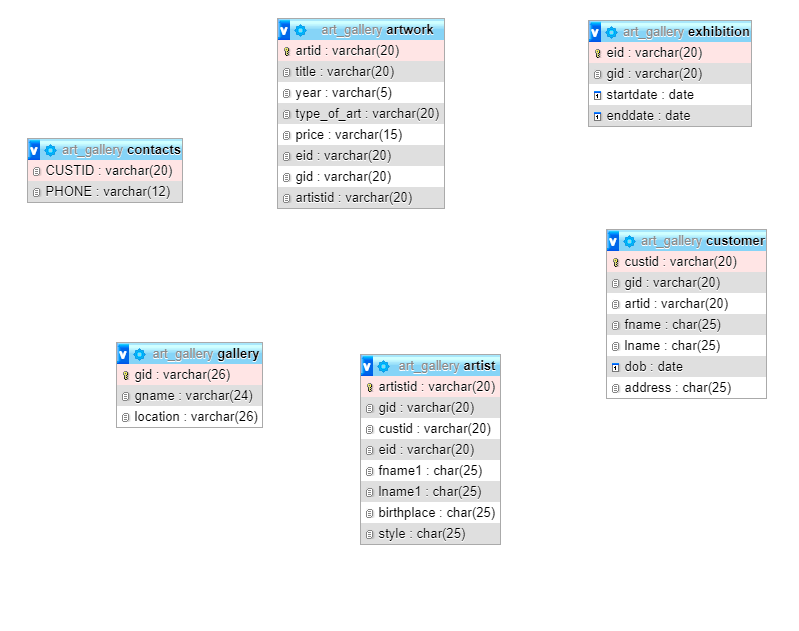 art_gallery artwork
artid : varchar(20)
title : varchar(20)
year : varchar(5)
type_of_art : varchar(20)
price : varchar(15)
eid : varchar(20)
gid : varchar(20)
artistid : varchar(20)
art_gallery exhibition
eid : varchar(20)
gid : varchar(20)
startdate : date
enddate : date
art_gallery contacts
CUSTID : varchar(20)
PHONE : varchar(12)
art_gallery customer
custid : varchar(20)
gid : varchar(20)
artid : varchar(20)
fname : char(25)
lname : char(25)
dob : date
address : char(25)
art_gallery gallery
gid : varchar(26)
gname : varchar(24)
location : varchar(26)
art_gallery artist
artistid : varchar(20)
gid : varchar(20)
custid : varchar(20)
eid : varchar(20)
fname1 : char(25)
lname1 : char(25)
birthplace : char(25)
style : char(25)